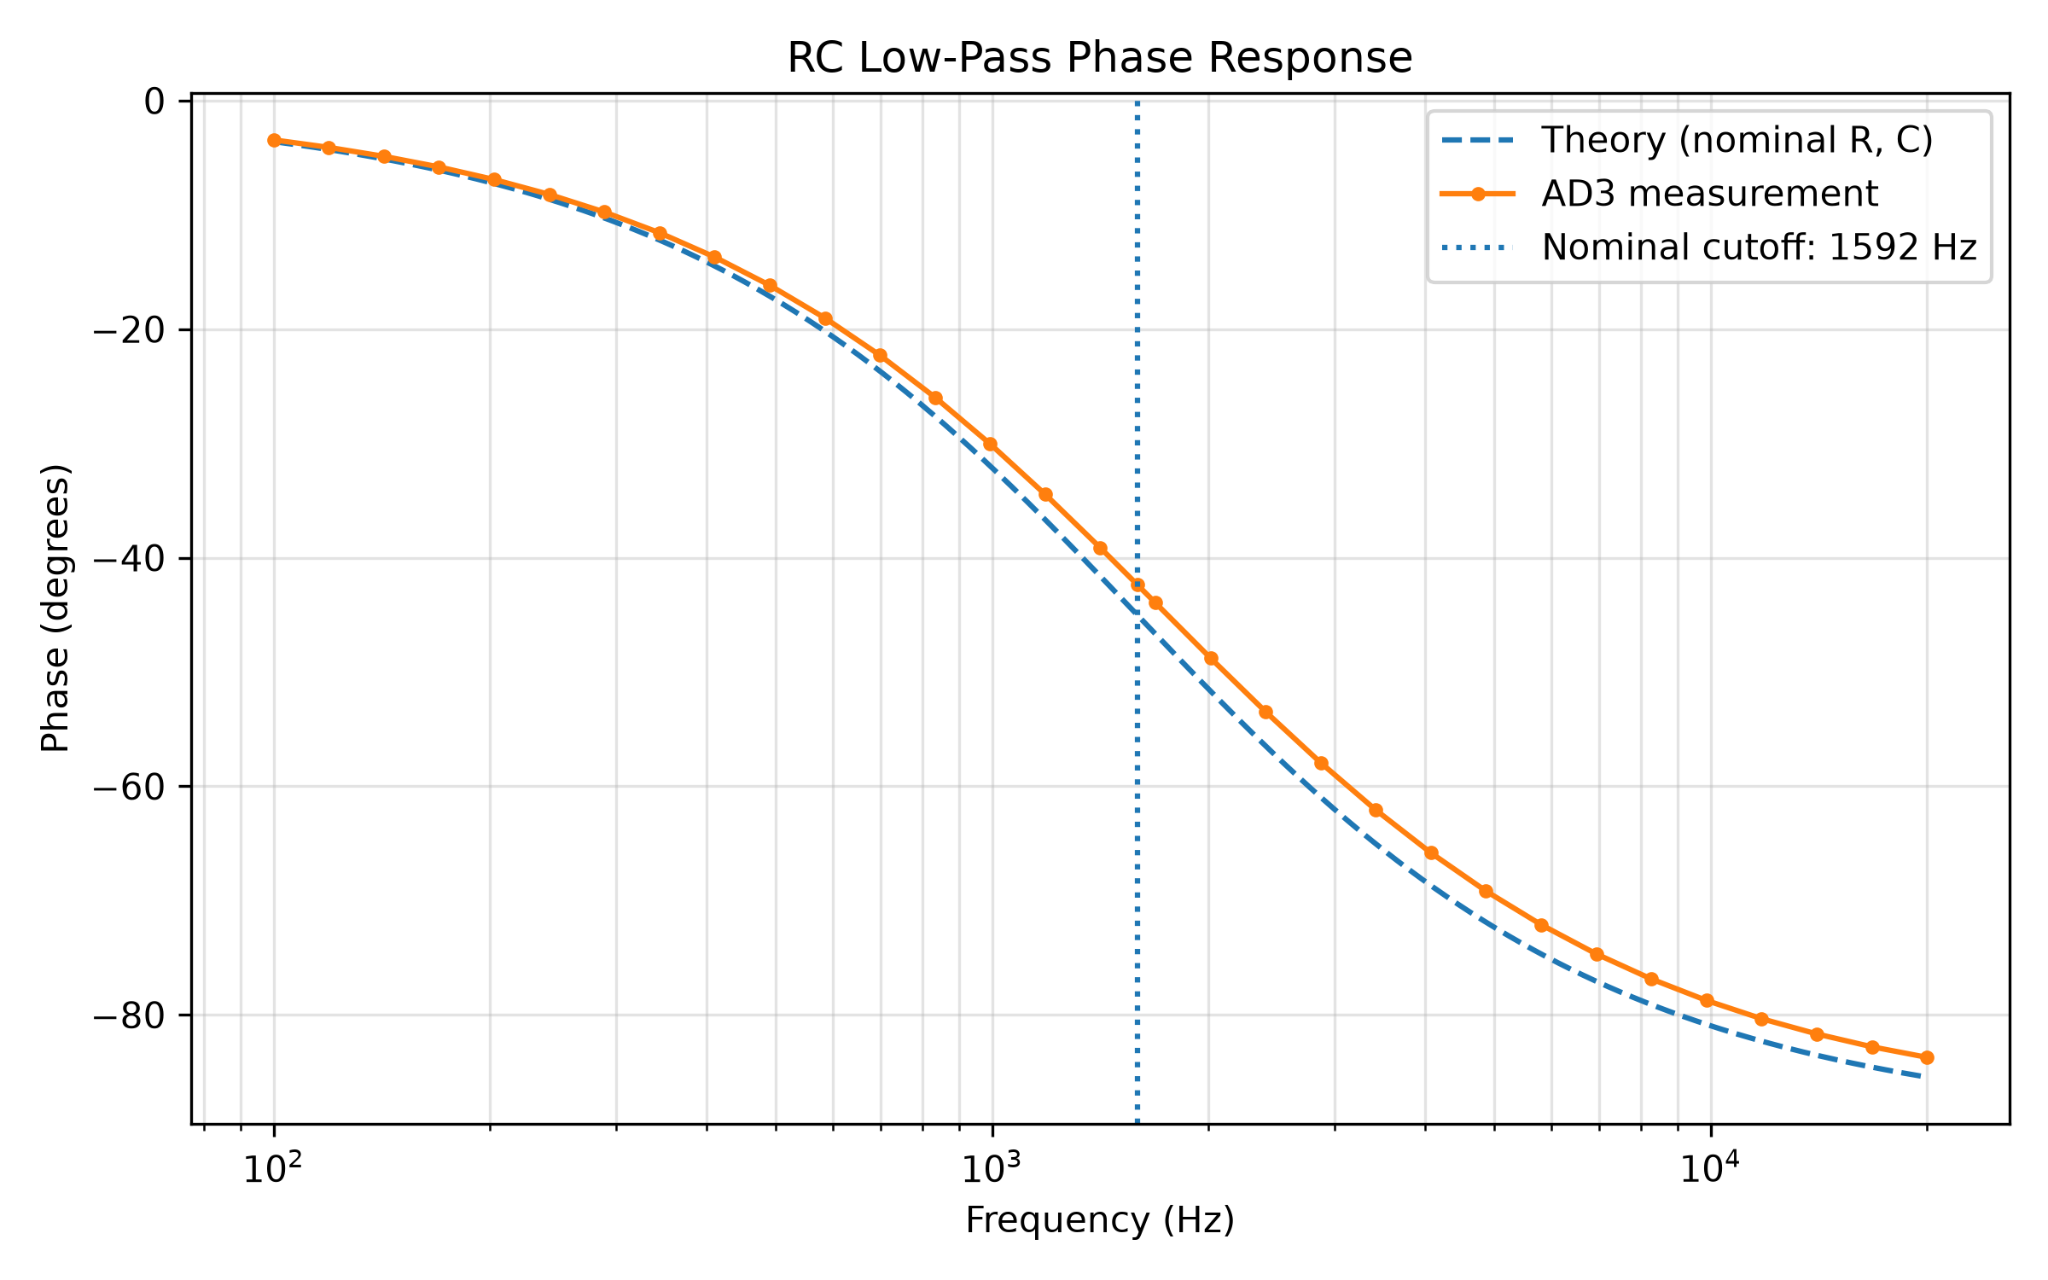 RC Low-Pass Phase Response
Theory (nominal R, C)
AD3 measurement
Nominal cutoff: 1592 Hz
Phase (degrees)
0
−20
−40
−60
−80
10²
10³
10⁴
Frequency (Hz)